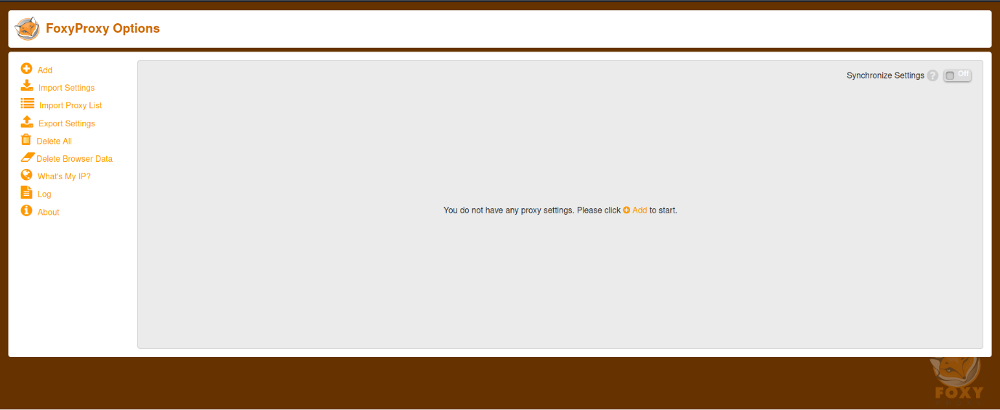 FoxyProxy Options
Add
Import Settings
Import Proxy List
Export Settings
Delete All
Delete Browser Data
What's My IP?
Log
About
Synchronize Settings ? Off
You do not have any proxy settings. Please click Add to start.
FOXY